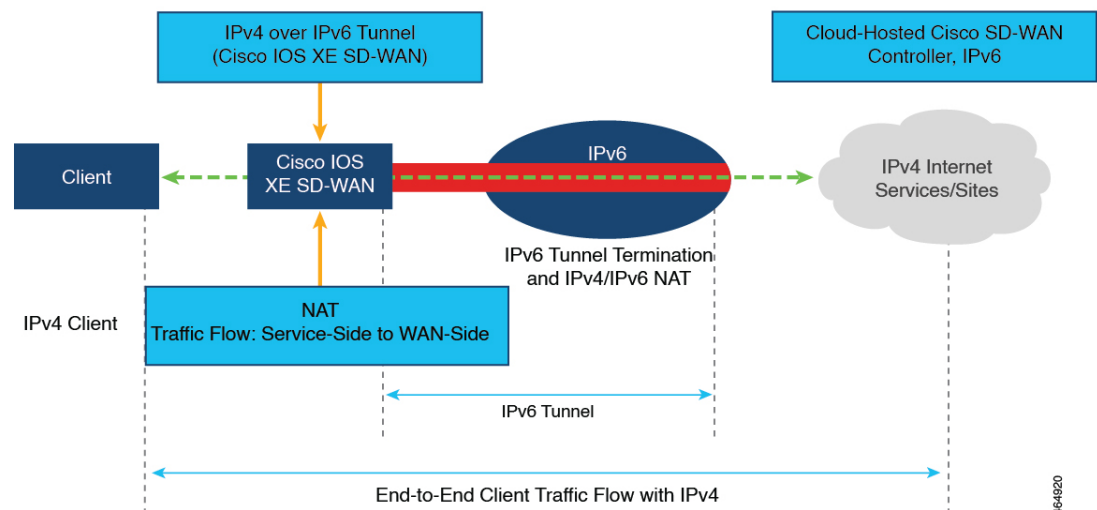 IPv4 over IPv6 Tunnel
(Cisco IOS XE SD-WAN)
Cloud-Hosted Cisco SD-WAN
Controller, IPv6
Client
Cisco IOS
XE SD-WAN
IPv6
IPv4 Internet
Services/Sites
IPv6 Tunnel Termination
and IPv4/IPv6 NAT
IPv4 Client
NAT
Traffic Flow: Service-Side to WAN-Side
IPv6 Tunnel
End-to-End Client Traffic Flow with IPv4
464920